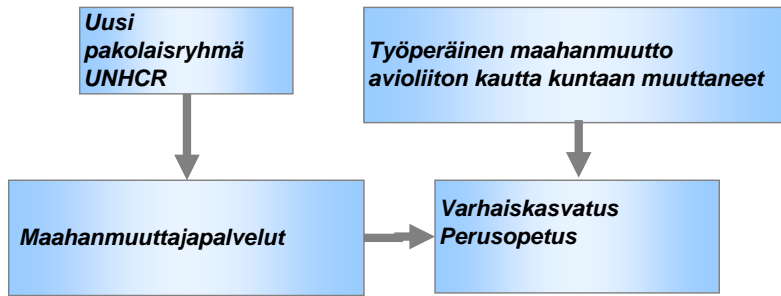 Uusi
pakolaisryhmä
UNHCR
Työperäinen maahanmuutto
avioliiton kautta kuntaan muuttaneet
Maahanmuuttajapalvelut
Varhaiskasvatus
Perusopetus